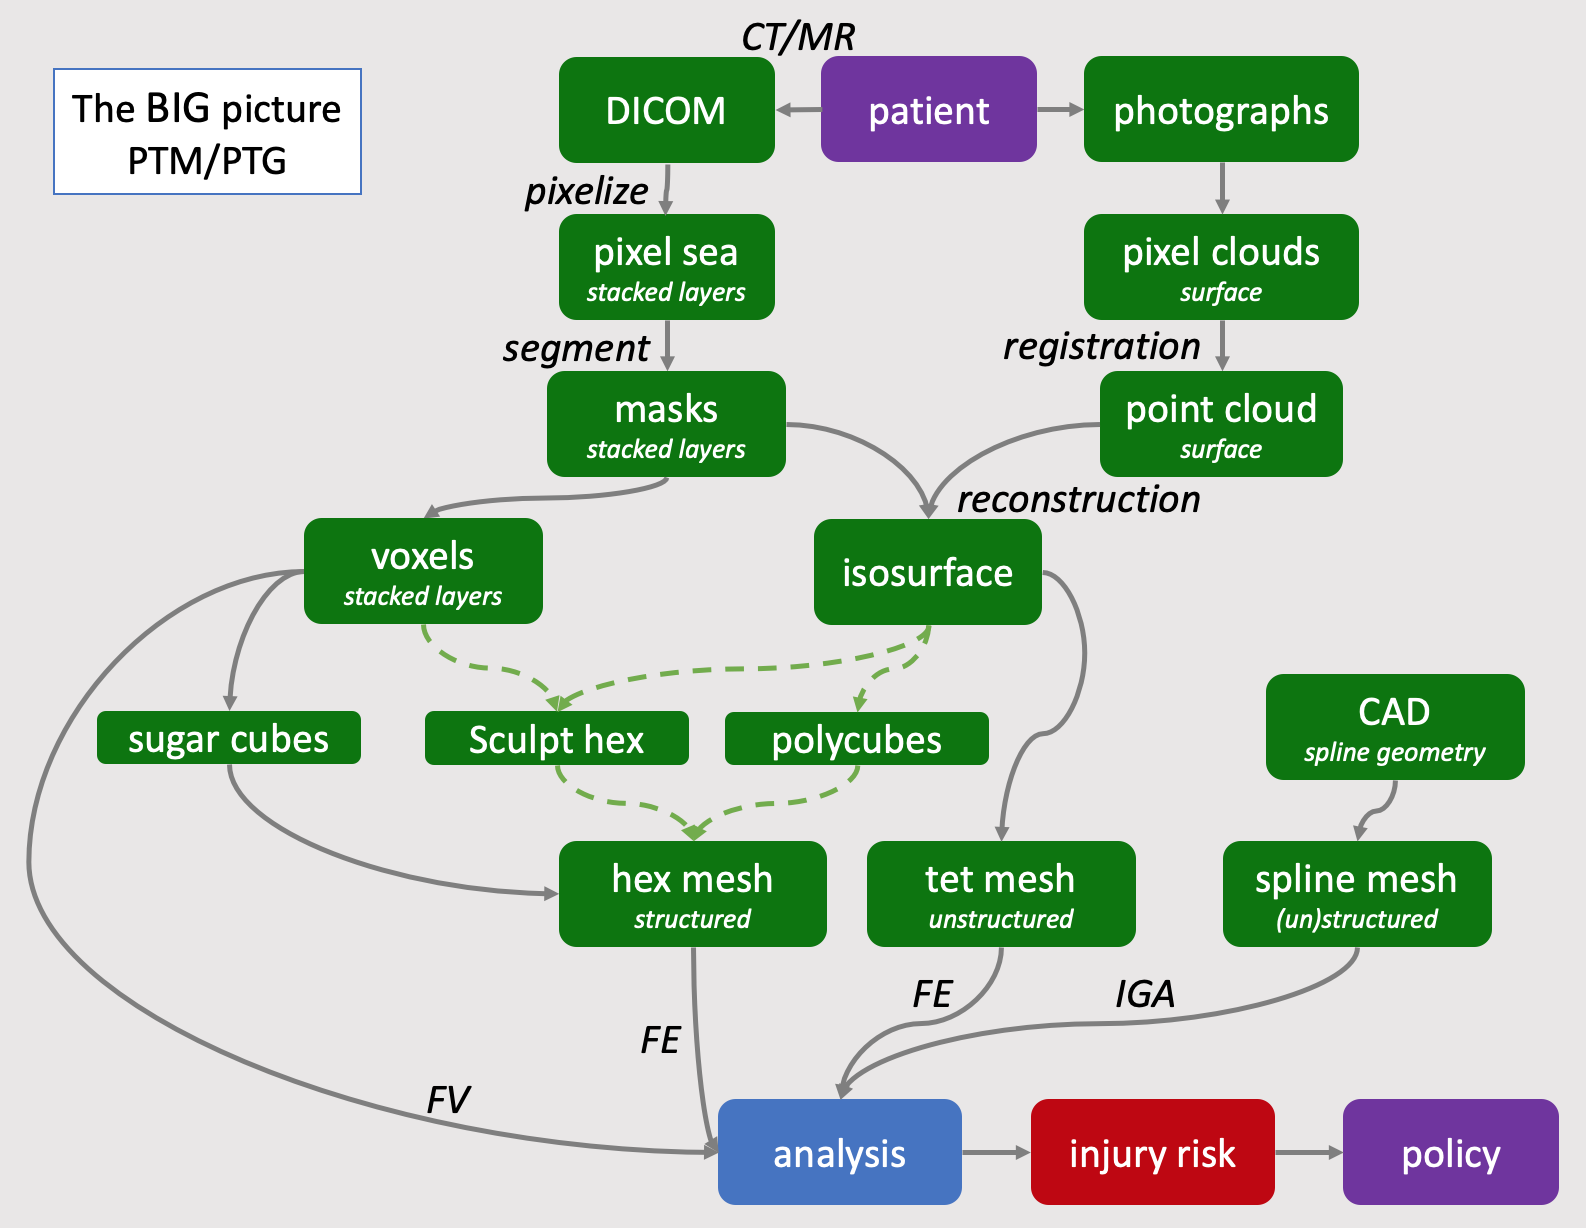 CT/MR
The BIG picture
PTM/PTG
DICOM
patient
photographs
pixelize
pixel sea
stacked layers
pixel clouds
surface
segment
registration
masks
stacked layers
point cloud
surface
reconstruction
voxels
stacked layers
isosurface
sugar cubes
Sculpt hex
polycubes
CAD
spline geometry
hex mesh
structured
tet mesh
unstructured
spline mesh
(un)structured
FE
IGA
FE
FV
analysis
injury risk
policy